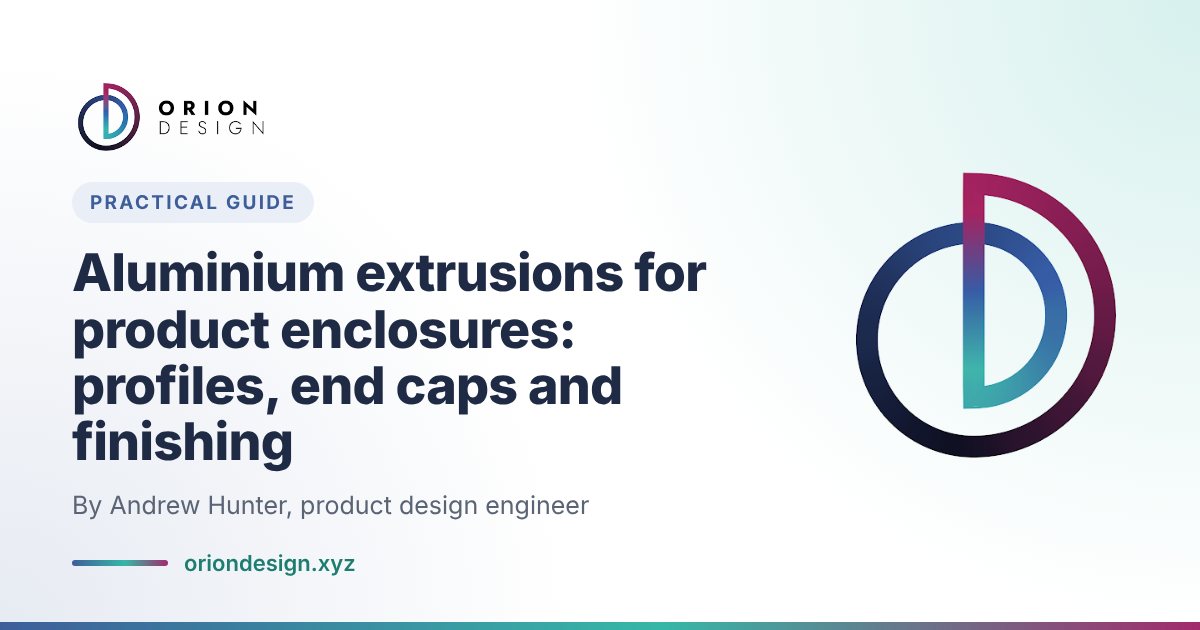 ORION
DESIGN
PRACTICAL GUIDE
Aluminium extrusions for
product enclosures:
profiles, end caps and
finishing
By Andrew Hunter, product design engineer
oriondesign.xyz